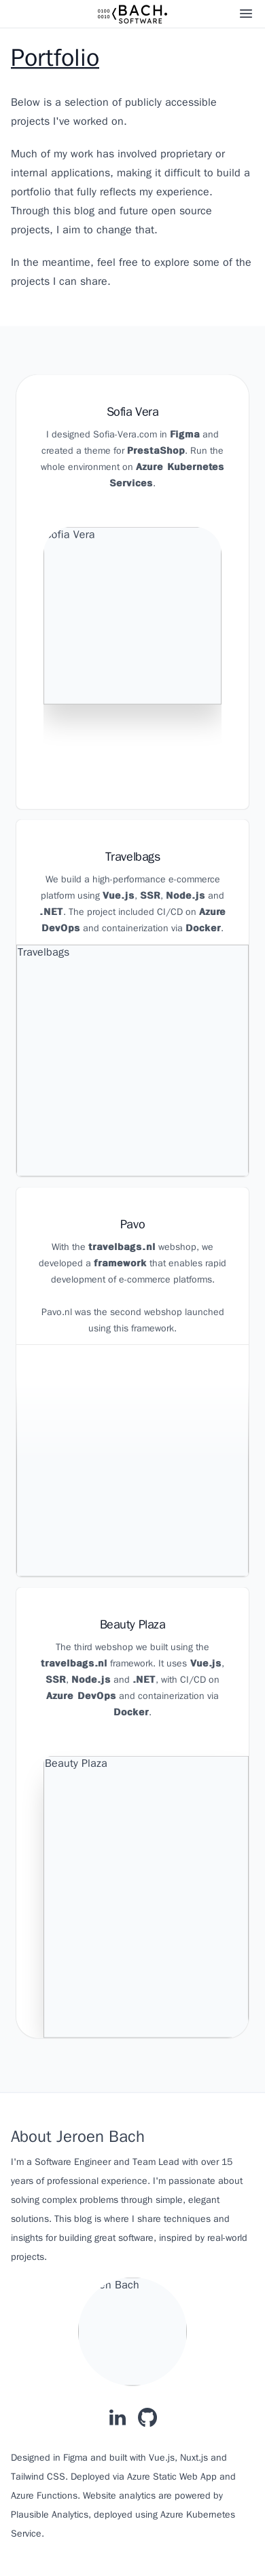 0100
0010
BACH.
SOFTWARE
Portfolio
Below is a selection of publicly accessible
projects I've worked on.
Much of my work has involved proprietary or
internal applications, making it difficult to build a
portfolio that fully reflects my experience.
Through this blog and future open source
projects, I aim to change that.
In the meantime, feel free to explore some of the
projects I can share.
Sofia Vera
I designed Sofia-Vera.com in Figma and
created a theme for PrestaShop. Run the
whole environment on Azure Kubernetes
Services.
ofia Vera
Travelbags
We build a high-performance e-commerce
platform using Vue.js, SSR, Node.js and
.NET. The project included CI/CD on Azure
DevOps and containerization via Docker.
Travelbags
Pavo
With the travelbags.nl webshop, we
developed a framework that enables rapid
development of e-commerce platforms.
Pavo.nl was the second webshop launched
using this framework.
Beauty Plaza
The third webshop we built using the
travelbags.nl framework. It uses Vue.js,
SSR, Node.js and .NET, with CI/CD on
Azure DevOps and containerization via
Docker.
Beauty Plaza
About Jeroen Bach
I'm a Software Engineer and Team Lead with over 15
years of professional experience. I'm passionate about
solving complex problems through simple, elegant
solutions. This blog is where I share techniques and
insights for building great software, inspired by real-world
projects.
en Bach
in
Designed in Figma and built with Vue.js, Nuxt.js and
Tailwind CSS. Deployed via Azure Static Web App and
Azure Functions. Website analytics are powered by
Plausible Analytics, deployed using Azure Kubernetes
Service.